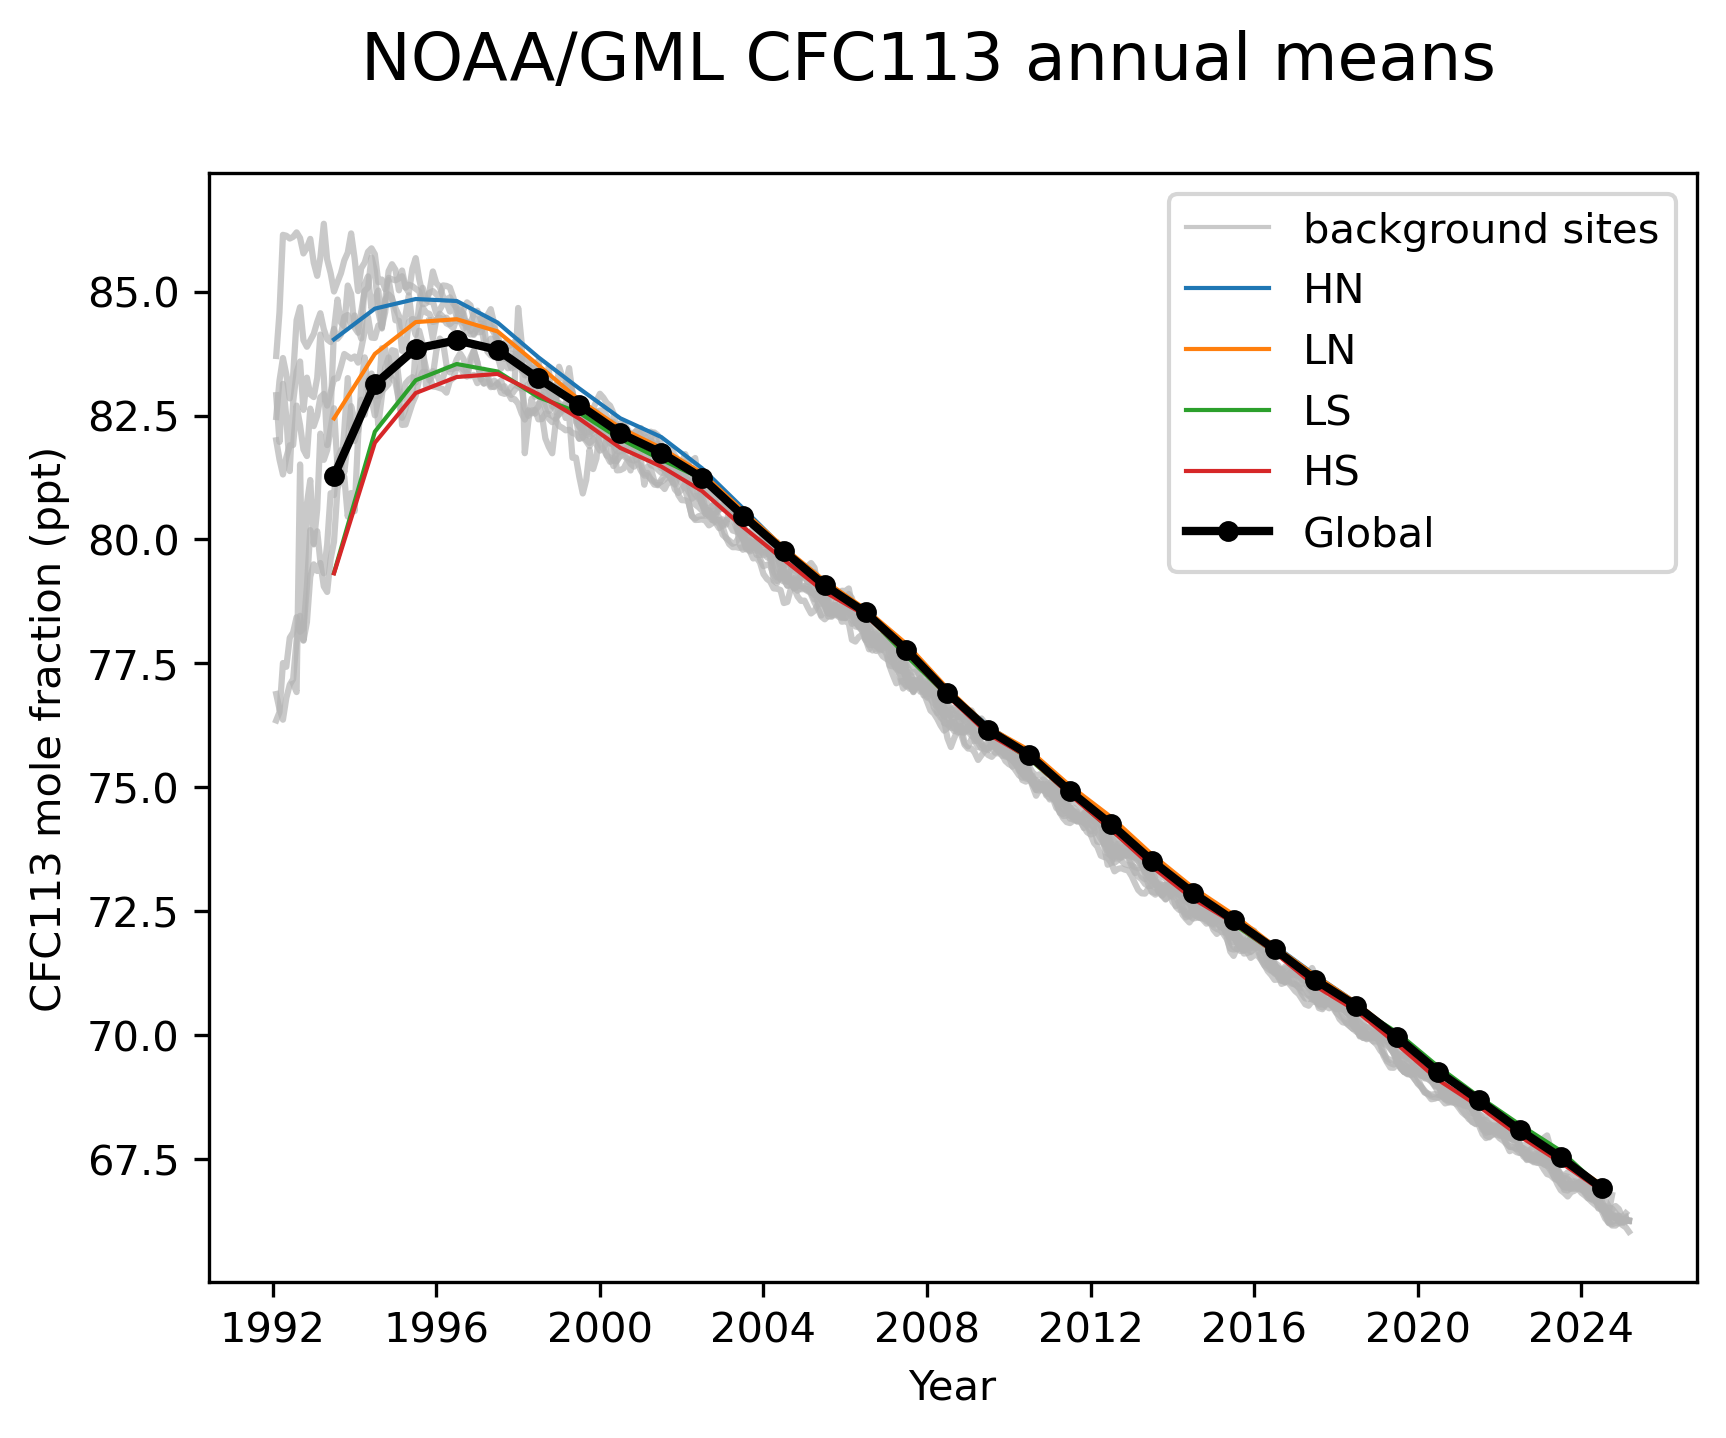 NOAA/GML CFC113 annual means
background sites
HN
LN
LS
HS
Global
CFC113 mole fraction (ppt)
85.0
82.5
80.0
77.5
75.0
72.5
70.0
67.5
1992 1996 2000 2004 2008 2012 2016 2020 2024
Year